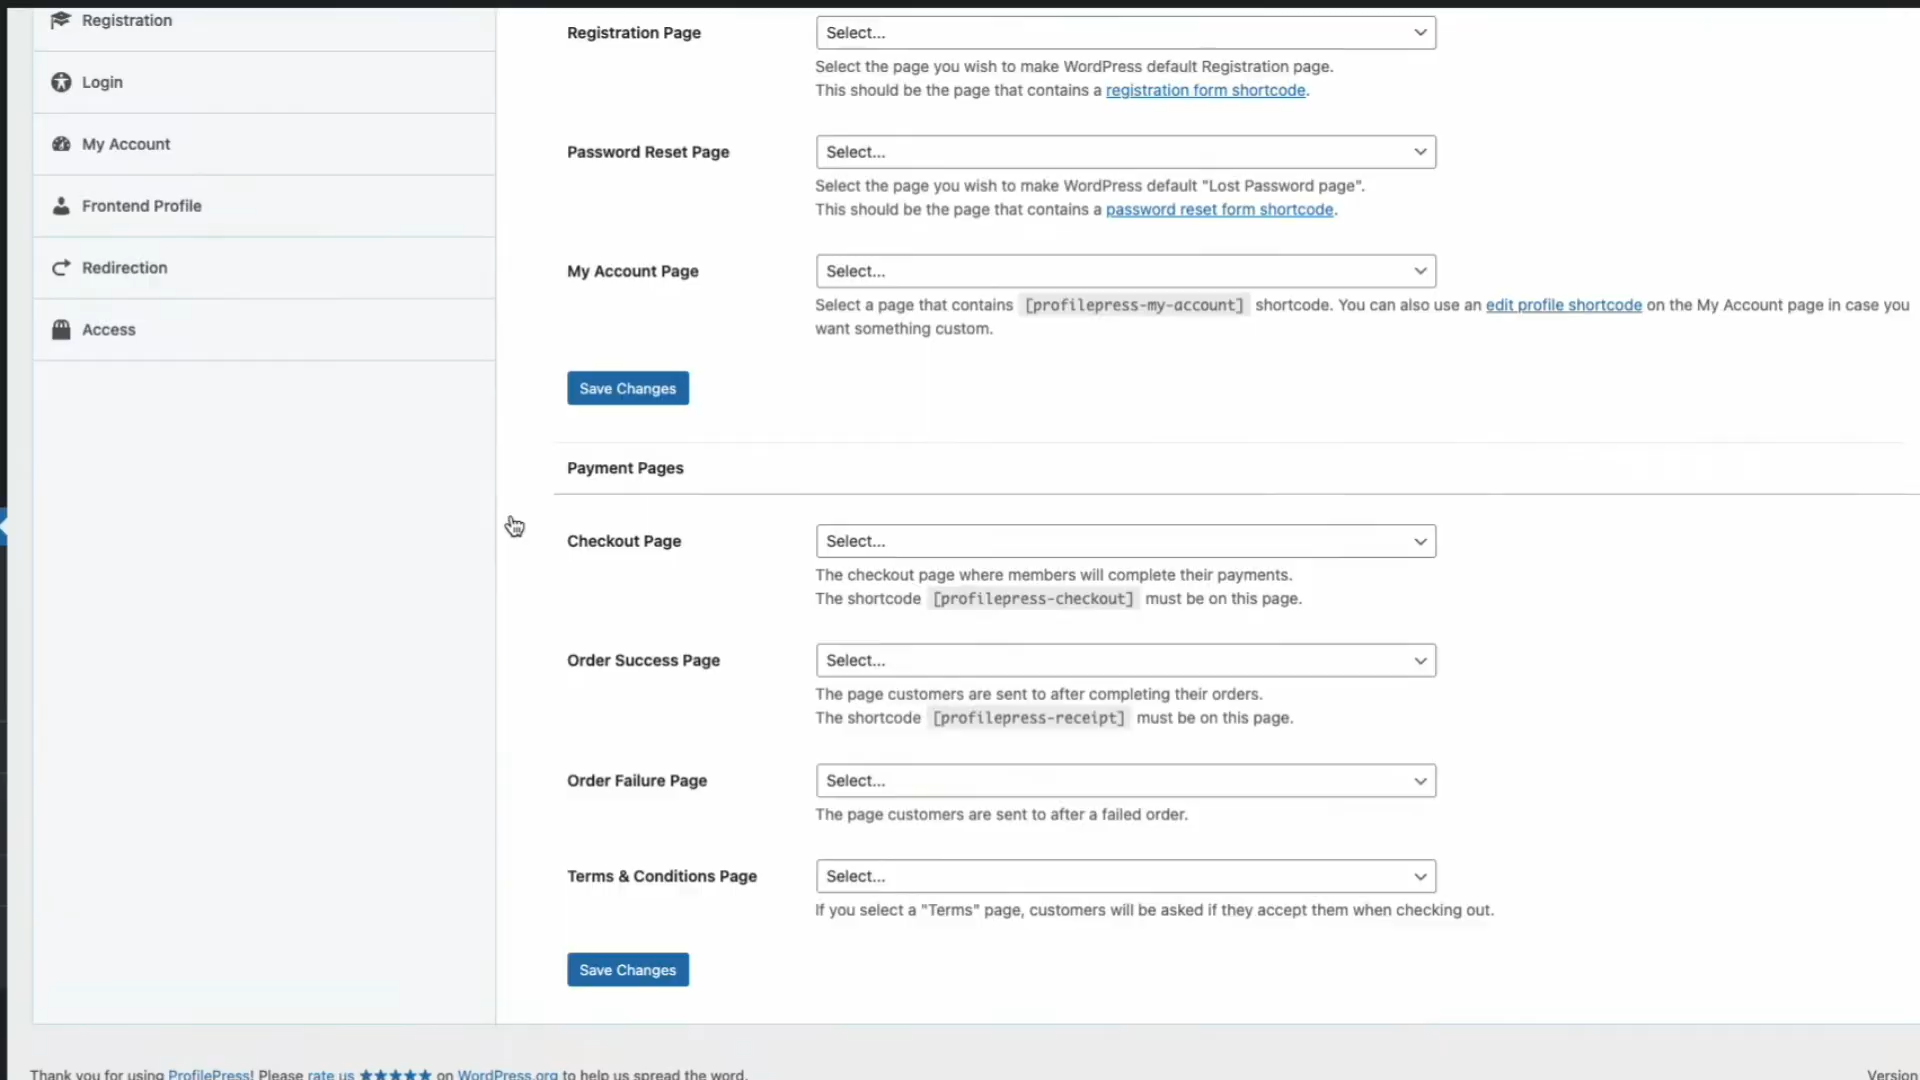 Registration
Login
My Account
Frontend Profile
Redirection
Access
Registration Page
Select...
Select the page you wish to make WordPress default Registration page.
This should be the page that contains a registration form shortcode.
Password Reset Page
Select...
Select the page you wish to make WordPress default "Lost Password page".
This should be the page that contains a password reset form shortcode.
My Account Page
Select...
Select a page that contains [profilepress-my-account] shortcode. You can also use an edit profile shortcode on the My Account page in case you
want something custom.
Save Changes
Payment Pages
Checkout Page
Select...
The checkout page where members will complete their payments.
The shortcode [profilepress-checkout] must be on this page.
Order Success Page
Select...
The page customers are sent to after completing their orders.
The shortcode [profilepress-receipt] must be on this page.
Order Failure Page
Select...
The page customers are sent to after a failed order.
Terms & Conditions Page
Select...
If you select a "Terms" page, customers will be asked if they accept them when checking out.
Save Changes
Thank you for using ProfilePress! Please rate us ★★★★★ on WordPress.org to help us spread the word.
Version